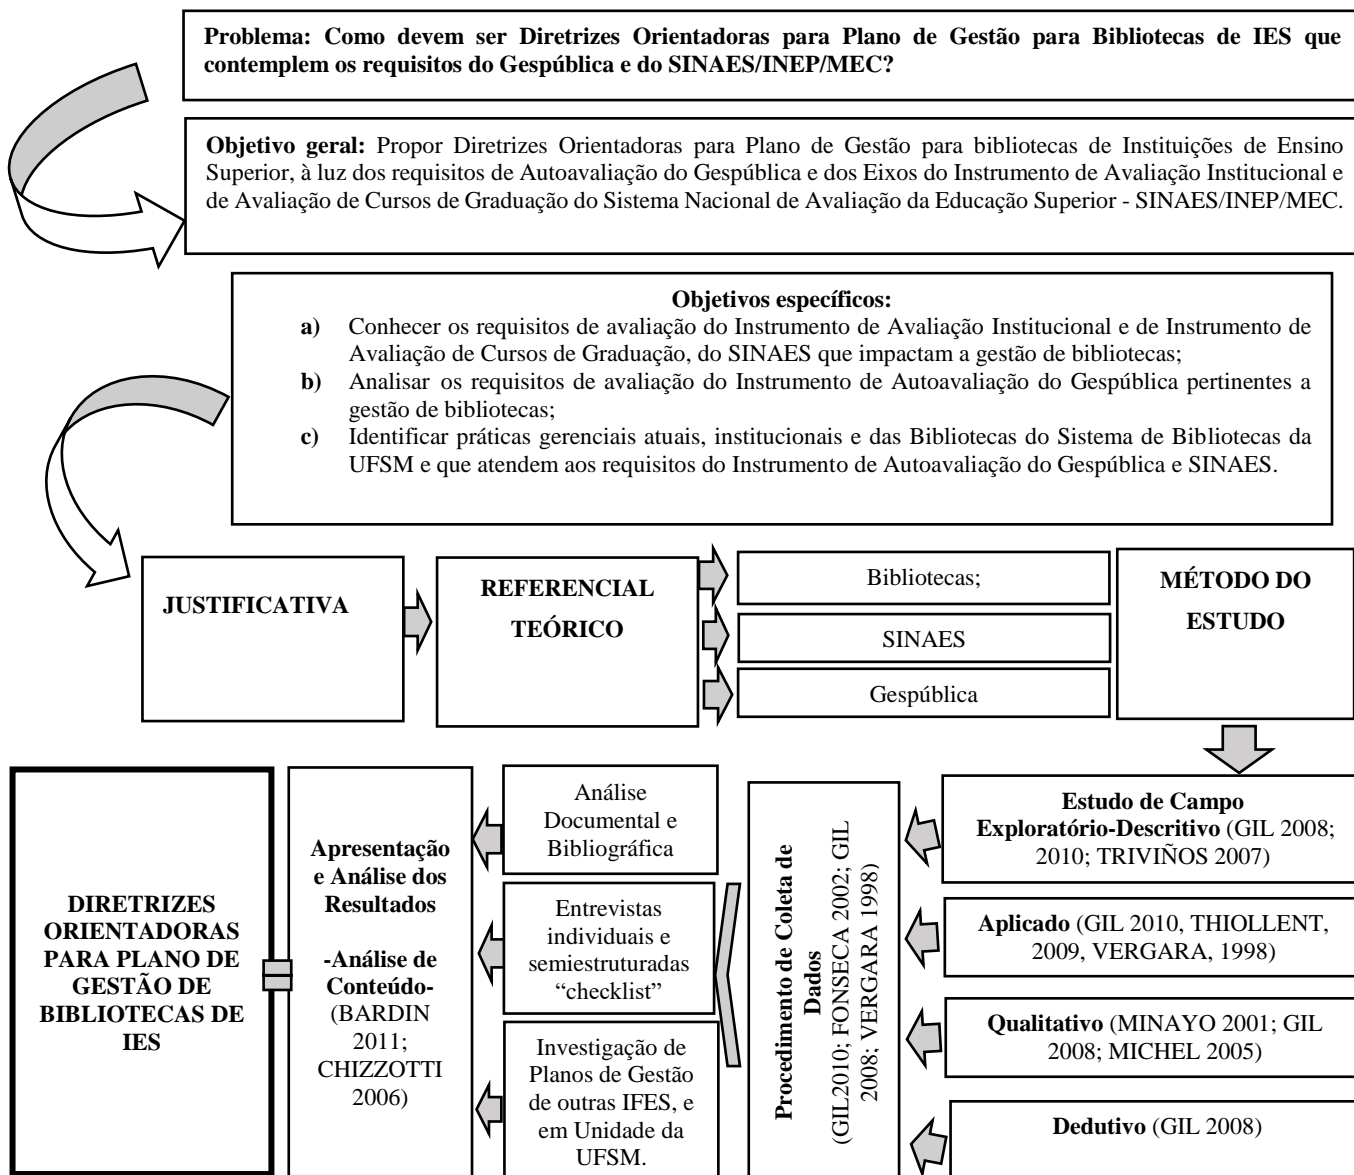 Problema: Como devem ser Diretrizes Orientadoras para Plano de Gestão para Bibliotecas de IES que
contemplem os requisitos do Gespública e do SINAES/INEP/MEC?
Objetivo geral: Propor Diretrizes Orientadoras para Plano de Gestão para bibliotecas de Instituições de Ensino
Superior, à luz dos requisitos de Autoavaliação do Gespública e dos Eixos do Instrumento de Avaliação Institucional e
de Avaliação de Cursos de Graduação do Sistema Nacional de Avaliação da Educação Superior - SINAES/INEP/MEC.
Objetivos específicos:
a) Conhecer os requisitos de avaliação do Instrumento de Avaliação Institucional e de Instrumento de
Avaliação de Cursos de Graduação, do SINAES que impactam a gestão de bibliotecas;
b) Analisar os requisitos de avaliação do Instrumento de Autoavaliação do Gespública pertinentes a
gestão de bibliotecas;
c) Identificar práticas gerenciais atuais, institucionais e das Bibliotecas do Sistema de Bibliotecas da
UFSM e que atendem aos requisitos do Instrumento de Autoavaliação do Gespública e SINAES.
JUSTIFICATIVA
REFERENCIAL
TEÓRICO
Bibliotecas;
SINAES
Gespública
MÉTODO DO
ESTUDO
Estudo de Campo
Exploratório-Descritivo (GIL 2008;
2010; TRIVIÑOS 2007)
Aplicado (GIL 2010, THIOLLENT,
2009, VERGARA, 1998)
Qualitativo (MINAYO 2001; GIL
2008; MICHEL 2005)
Dedutivo (GIL 2008)
Procedimento de Coleta de
Dados
(GIL2010; FONSECA 2002; GIL
2008; VERGARA 1998)
Análise
Documental e
Bibliográfica
Entrevistas
individuais e
semiestruturadas
“checklist”
Investigação de
Planos de Gestão
de outras IFES, e
em Unidade da
UFSM.
Apresentação
e Análise dos
Resultados
-Análise de
Conteúdo-
(BARDIN
2011;
CHIZZOTTI
2006)
DIRETRIZES
ORIENTADORAS
PARA PLANO DE
GESTÃO DE
BIBLIOTECAS DE
IES